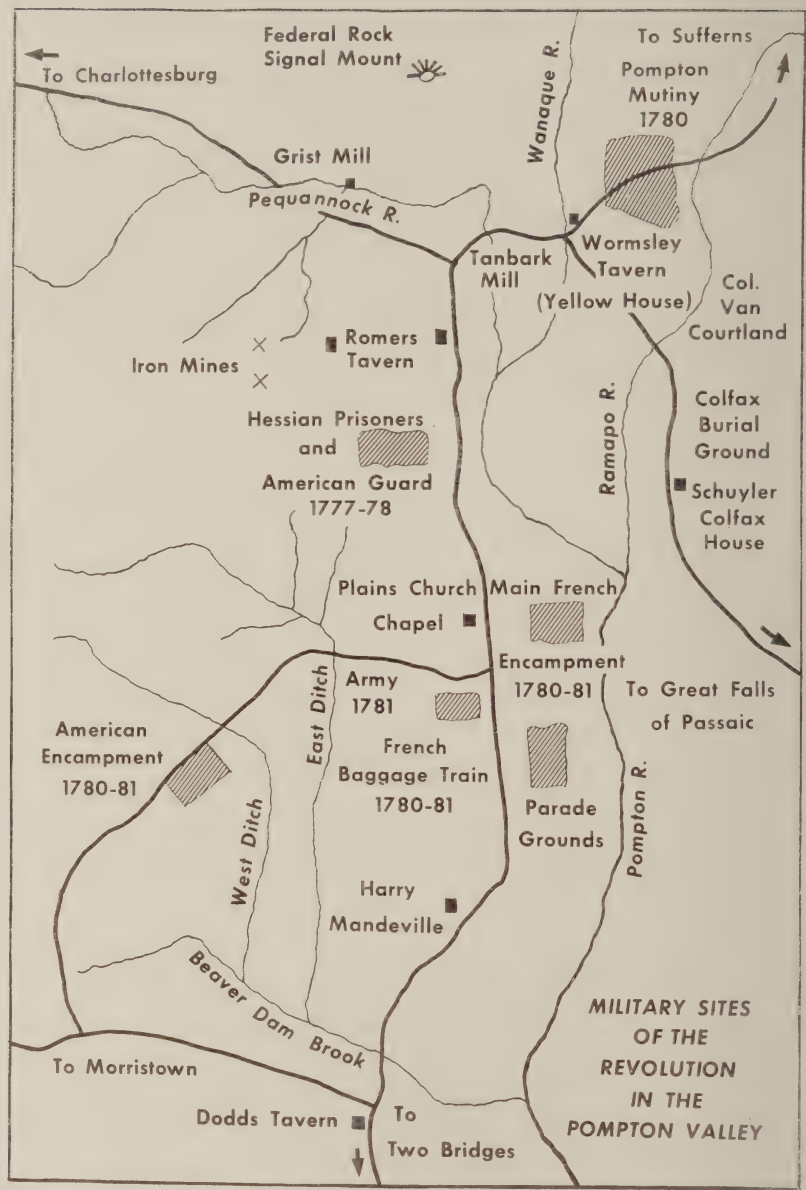 Federal Rock
Signal Mount
To Sufferns
To Charlottesburg
Wanaque R.
Pompton
Mutiny
1780
Grist Mill
Pequannock R.
Tanbark
Mill
Wormsley
Tavern
(Yellow House)
Col.
Van
Courtland
Iron Mines
Romers
Tavern
Ramapo R.
Colfax
Burial
Ground
Hessian Prisoners
and
American Guard
1777-78
Schuyler
Colfax
House
Plains Church
Chapel
Main French
Encampment
1780-81
To Great Falls
of Passaic
Army
1781
East Ditch
French
Baggage Train
1780-81
American
Encampment
1780-81
Parade
Grounds
Pompton R.
West Ditch
Harry
Mandeville
Beaver Dam Brook
MILITARY SITES
OF THE
REVOLUTION
IN THE
POMPTON VALLEY
To Morristown
Dodds Tavern
To
Two Bridges